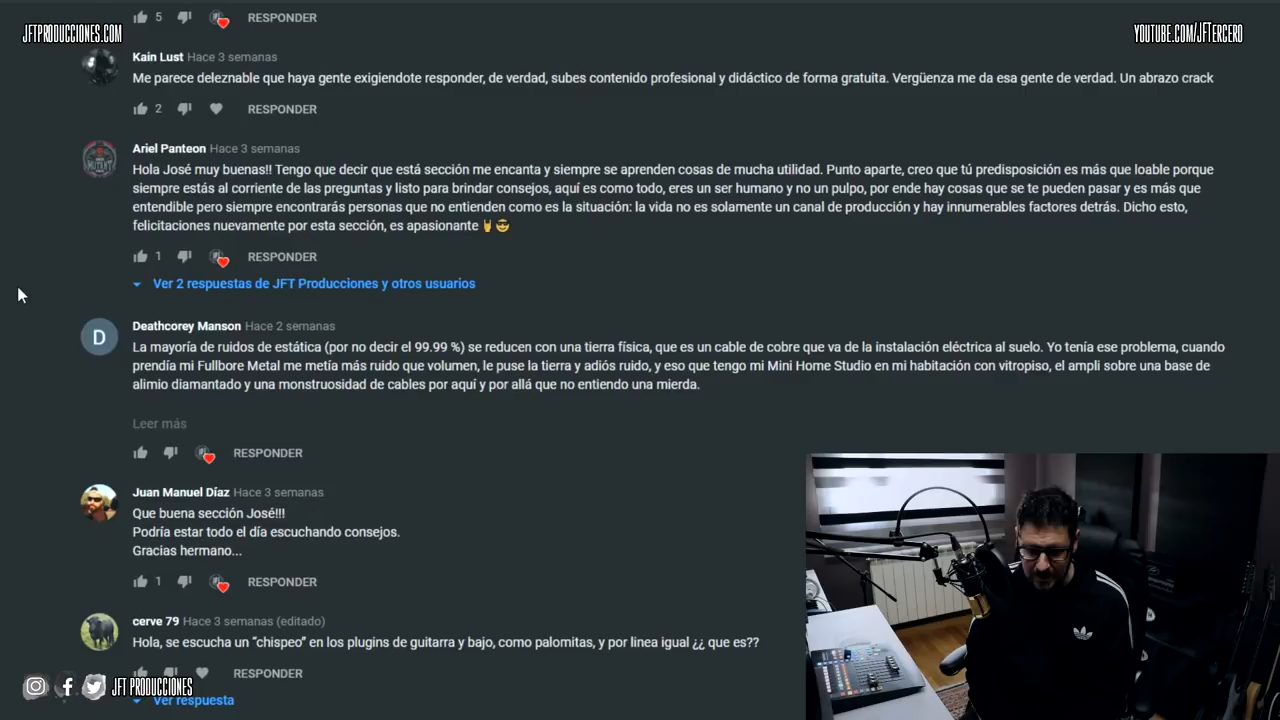 5 RESPONDER
JFTPRODUCCIONES.COM
YOUTUBE.COM/JFTERCERO
Kain Lust Hace 3 semanas
Me parece deleznable que haya gente exigiendote responder, de verdad, subes contenido profesional y didáctico de forma gratuita. Vergüenza me da esa gente de verdad. Un abrazo crack
2 RESPONDER
Ariel Panteon Hace 3 semanas
Hola José muy buenas!! Tengo que decir que está sección me encanta y siempre se aprenden cosas de mucha utilidad. Punto aparte, creo que tú predisposición es más que loable porque
siempre estás al corriente de las preguntas y listo para brindar consejos, aquí es como todo, eres un ser humano y no un pulpo, por ende hay cosas que se te pueden pasar y es más que
entendible pero siempre encontrarás personas que no entienden como es la situación: la vida no es solamente un canal de producción y hay innumerables factores detrás. Dicho esto,
felicitaciones nuevamente por esta sección, es apasionante 🤘😎
1 RESPONDER
Ver 2 respuestas de JFT Producciones y otros usuarios
D
Deathcorey Manson Hace 2 semanas
La mayoría de ruidos de estática (por no decir el 99.99 %) se reducen con una tierra física, que es un cable de cobre que va de la instalación eléctrica al suelo. Yo tenía ese problema, cuando
prendía mi Fullbore Metal me metía más ruido que volumen, le puse la tierra y adiós ruido, y eso que tengo mi Mini Home Studio en mi habitación con vitropiso, el ampli sobre una base de
alimio diamantado y una monstruosidad de cables por aquí y por allá que no entiendo una mierda.
Leer más
RESPONDER
Juan Manuel Díaz Hace 3 semanas
Que buena sección José!!!
Podría estar todo el día escuchando consejos.
Gracias hermano...
1 RESPONDER
cerve 79 Hace 3 semanas (editado)
Hola, se escucha un “chispeo” en los plugins de guitarra y bajo, como palomitas, y por linea igual ¿¿ que es??
RESPONDER
JFT PRODUCCIONES
Ver respuesta